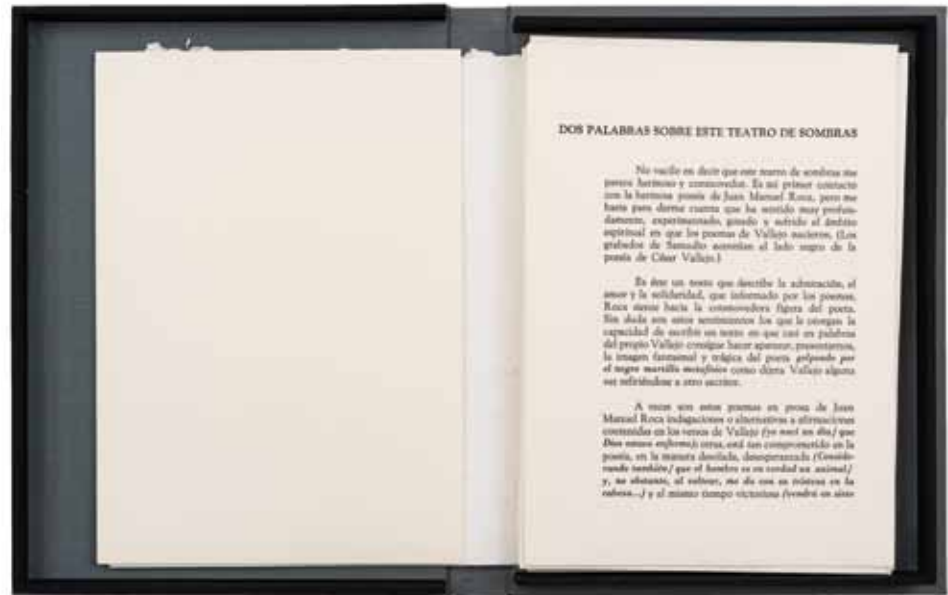 DOS PALABRAS SOBRE ESTE TEATRO DE SOMBRAS
No vacilo en decir que este teatro de sombras me
parece hermoso y conmovedor. Es mi primer contacto
con la hermosa poesía de Juan Manuel Roca, pero me
basta para darme cuenta que ha sentido muy profun-
damente, experimentado, gozado y sufrido el ámbito
espiritual en que los poemas de Vallejo nacieron. (Los
grabados de Samudio acentúan el lado negro de la
poesía de César Vallejo.)
Es éste un texto que describe la admiración, el
amor y la solidaridad, que informado por los poemas,
Roca siente hacia la conmovedora figura del poeta.
Sin duda son estos sentimientos los que le otorgan la
capacidad de escribir un texto en que casi en palabras
del propio Vallejo consigue hacer aparecer, presentarnos,
la imagen fantasmal y trágica del poeta golpeado por
el negro martillo metafísico como dijera Vallejo alguna
vez refiriéndose a otro escritor.
A veces son estos poemas en prosa de Juan
Manuel Roca indagaciones o alternativas a afirmaciones
contenidas en los versos de Vallejo (yo nací un día/ que
Dios estuvo enfermo); otras, está tan comprometido en la
poesía, en la manera desolada, desesperanzada (Conside-
rando también/ que el hombre es en verdad un animal/
y, no obstante, al voltear, me da con su tristeza en la
cabeza...) y al mismo tiempo victoriosa (vendrá en siete